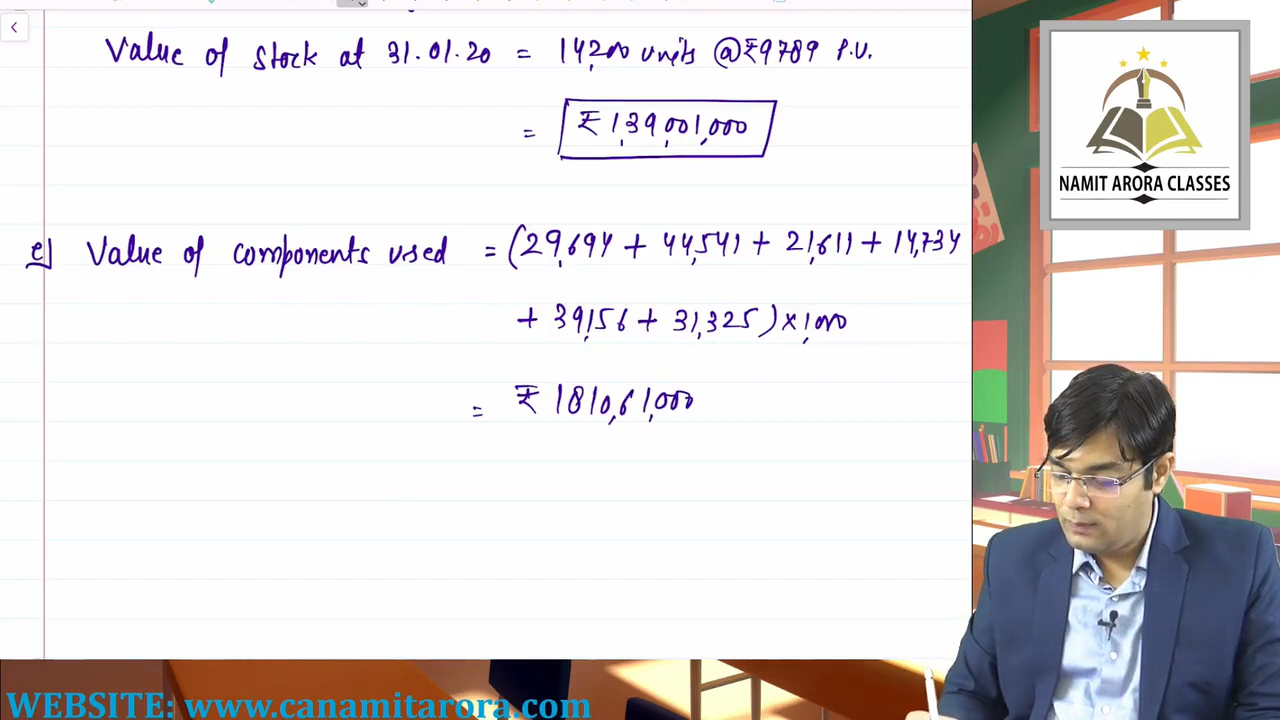 Value of stock at 31.01.20 = 14,200 units @₹9789 P.U.
= ₹1,39,001,000
e] Value of components used = (29,694 + 44,541 + 21,611 + 14,734
+ 39,156 + 31,325) × 1,000
= ₹1810,61,000
NAMIT ARORA CLASSES
WEBSITE: www.canamitarora.com